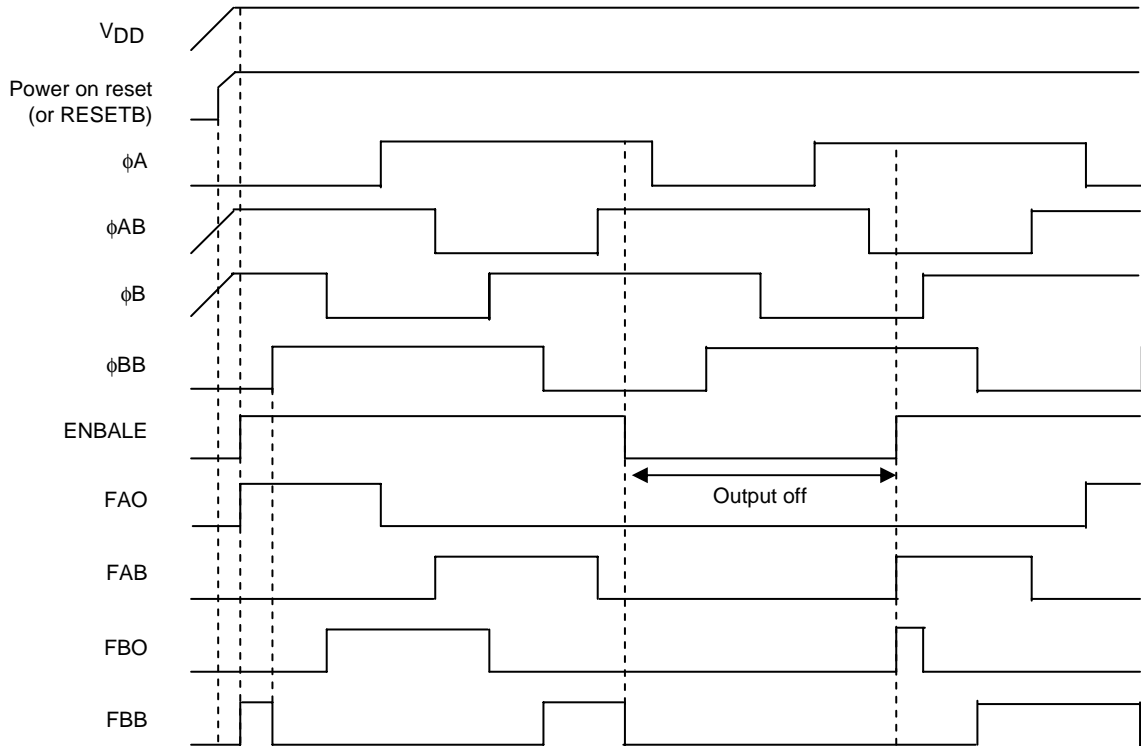 VDD
Power on reset
(or RESETB)
ϕA
ϕAB
ϕB
ϕBB
ENBALE
Output off
FAO
FAB
FBO
FBB